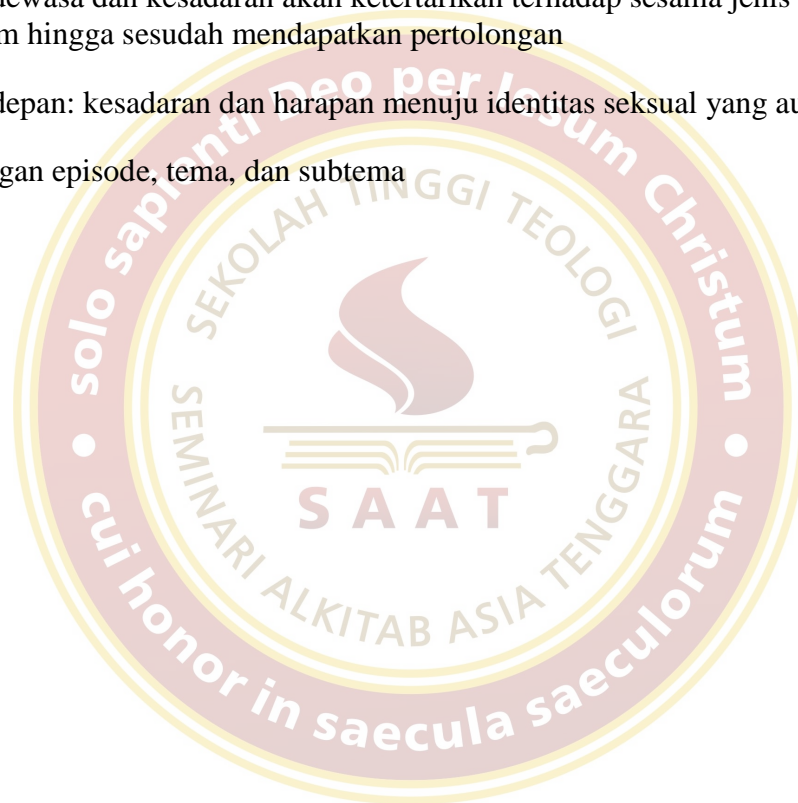 dewasa dan kesadaran akan ketertarikan terhadap sesama jenis
m hingga sesudah mendapatkan pertolongan
depan: kesadaran dan harapan menuju identitas seksual yang au
gan episode, tema, dan subtema
solo sapienti Deo per Iesum Christum
cui honor in saecula saeculorum
SEKOLAH TINGGI TEOLOGI
SEMINARI ALKITAB ASIA TENGGARA
SAAT